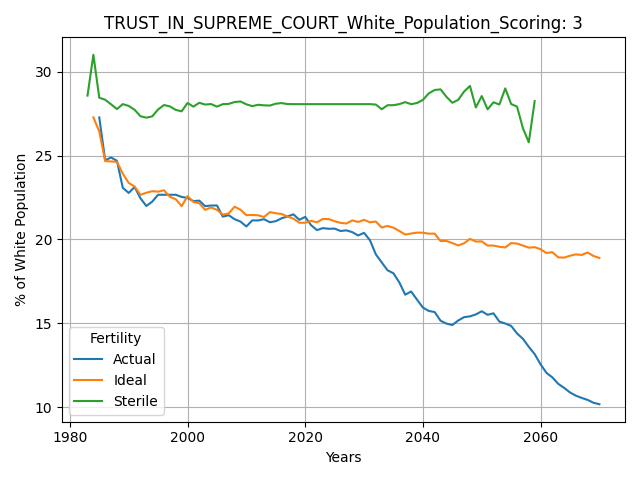 TRUST_IN_SUPREME_COURT_White_Population_Scoring: 3
% of White Population
30
25
20
15
10
Fertility
Actual
Ideal
Sterile
1980 2000 2020 2040 2060
Years